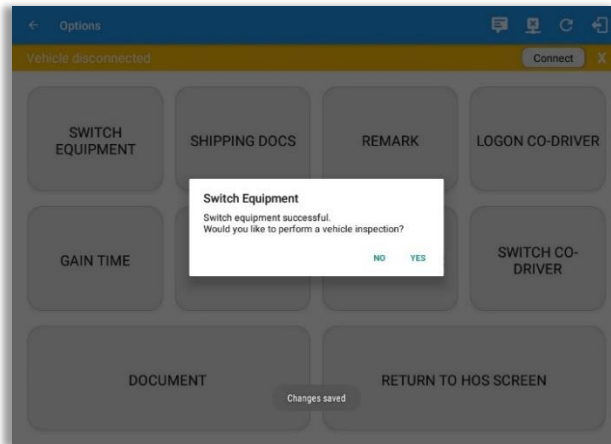 Options
Vehicle disconnected
Connect
X
SWITCH
EQUIPMENT
SHIPPING DOCS
REMARK
LOGON CO-DRIVER
Switch Equipment
Switch equipment successful.
Would you like to perform a vehicle inspection?
NO YES
GAIN TIME
SWITCH CO-
DRIVER
DOCUMENT
RETURN TO HOS SCREEN
Changes saved